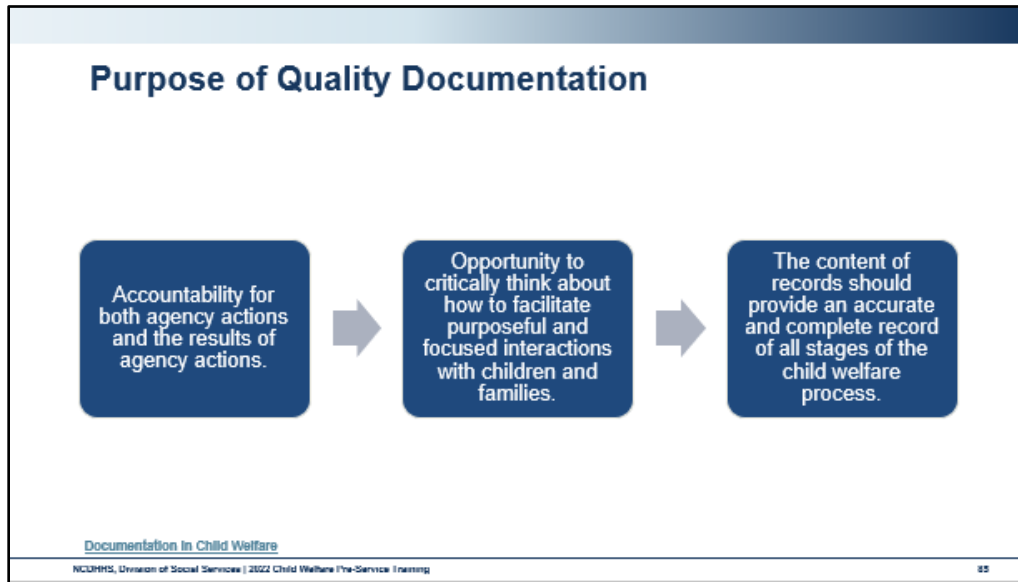 Purpose of Quality Documentation
Accountability for
both agency actions
and the results of
agency actions.
Opportunity to
critically think about
how to facilitate
purposeful and
focused interactions
with children and
families.
The content of
records should
provide an accurate
and complete record
of all stages of the
child welfare
process.
Documentation in Child Welfare
NCDHHS, Division of Social Services | 2022 Child Welfare Pre-Service Training
85